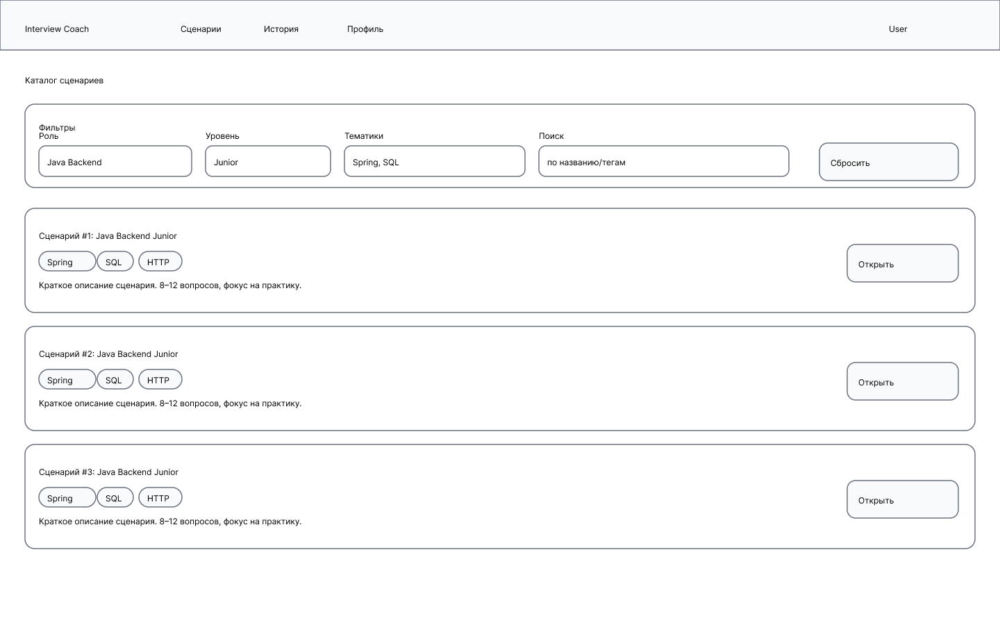 Interview Coach Сценарии История Профиль User
Каталог сценариев
Фильтры
Роль Уровень Тематики Поиск
Java Backend Junior Spring, SQL по названию/тегам Сбросить
Сценарий #1: Java Backend Junior
Spring SQL HTTP
Открыть
Краткое описание сценария. 8–12 вопросов, фокус на практику.
Сценарий #2: Java Backend Junior
Spring SQL HTTP
Открыть
Краткое описание сценария. 8–12 вопросов, фокус на практику.
Сценарий #3: Java Backend Junior
Spring SQL HTTP
Открыть
Краткое описание сценария. 8–12 вопросов, фокус на практику.